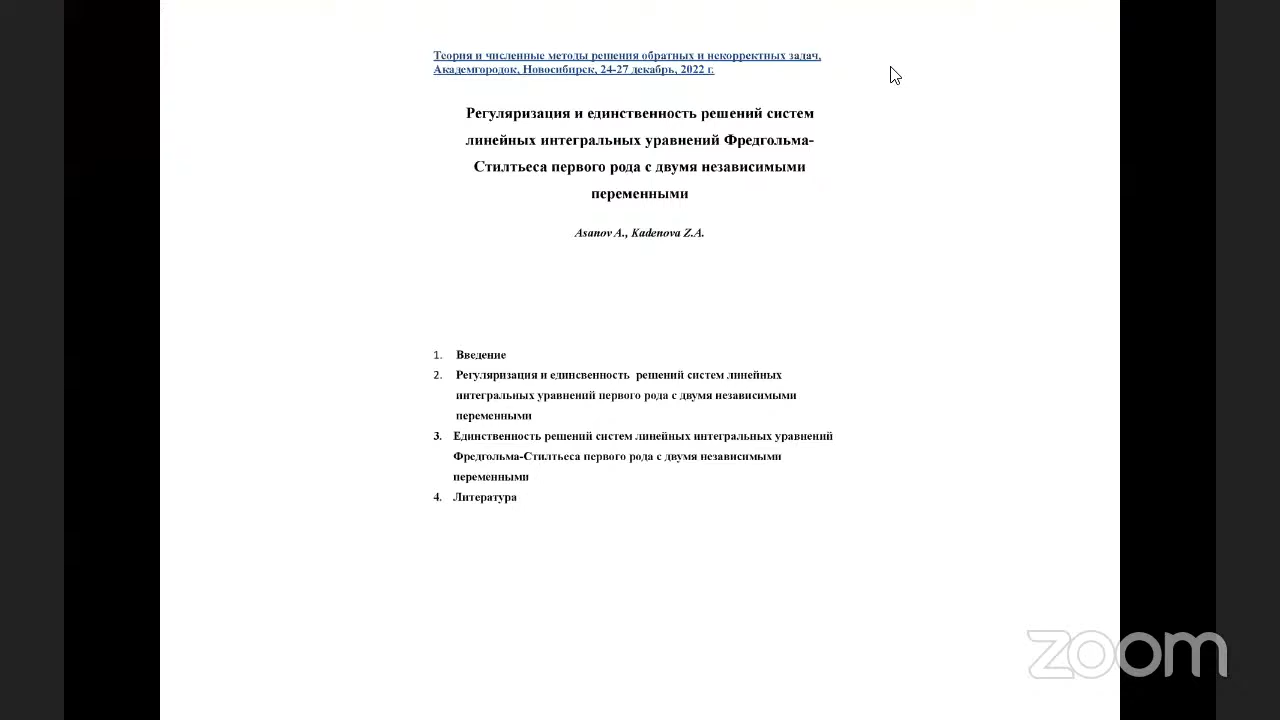 Теория и численные методы решения обратных и некорректных задач,
Академгородок, Новосибирск, 24-27 декабрь, 2022 г.
Регуляризация и единственность решений систем
линейных интегральных уравнений Фредгольма-
Стилтьеса первого рода с двумя независимыми
переменными
Asanov A., Kadenova Z.A.
1. Введение
2. Регуляризация и единсвенность решений систем линейных
интегральных уравнений первого рода с двумя независимыми
переменными
3. Единственность решений систем линейных интегральных уравнений
Фредгольма-Стилтьеса первого рода с двумя независимыми
переменными
4. Литература
zoom